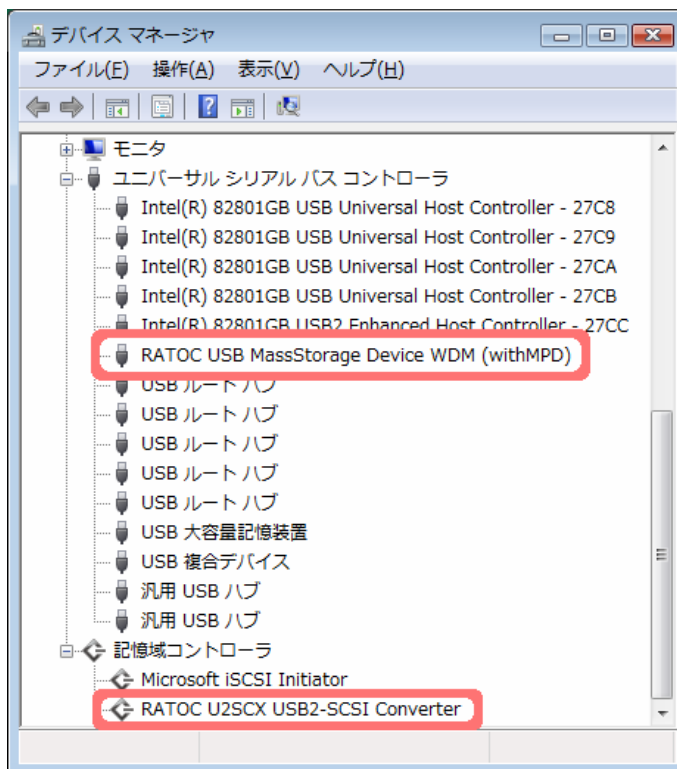 デバイス マネージャ
ファイル(F) 操作(A) 表示(V) ヘルプ(H)
モニタ
ユニバーサル シリアル バス コントローラ
Intel(R) 82801GB USB Universal Host Controller - 27C8
Intel(R) 82801GB USB Universal Host Controller - 27C9
Intel(R) 82801GB USB Universal Host Controller - 27CA
Intel(R) 82801GB USB Universal Host Controller - 27CB
Intel(R) 82801GB USB2 Enhanced Host Controller - 27CC
RATOC USB MassStorage Device WDM (withMPD)
USB ルート ハブ
USB ルート ハブ
USB ルート ハブ
USB ルート ハブ
USB ルート ハブ
USB 大容量記憶装置
USB 複合デバイス
汎用 USB ハブ
汎用 USB ハブ
記憶域コントローラ
Microsoft iSCSI Initiator
RATOC U2SCX USB2-SCSI Converter